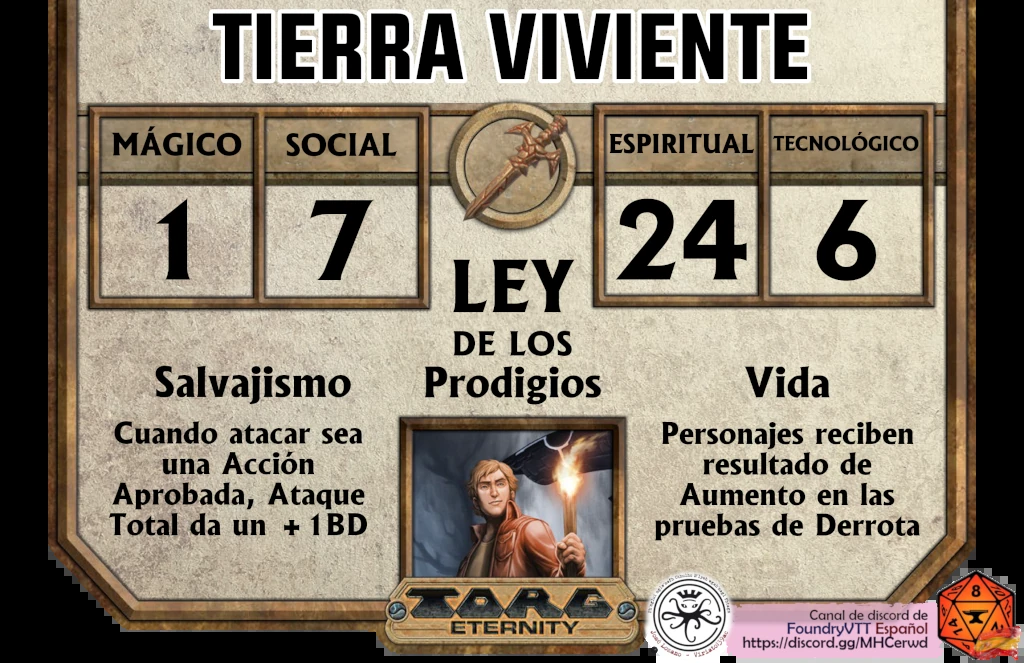 TIERRA VIVIENTE
MÁGICO
SOCIAL
ESPIRITUAL
TECNOLÓGICO
1
7
24
6
LEY
DE LOS
Salvajismo
Prodigios
Vida
Cuando atacar sea
una Acción
Aprobada, Ataque
Total da un +1BD
Personajes reciben
resultado de
Aumento en las
pruebas de Derrota
TORG
ETERNITY
Canal de discord de
FoundryVTT Español
https://discord.gg/MHCerwd
8